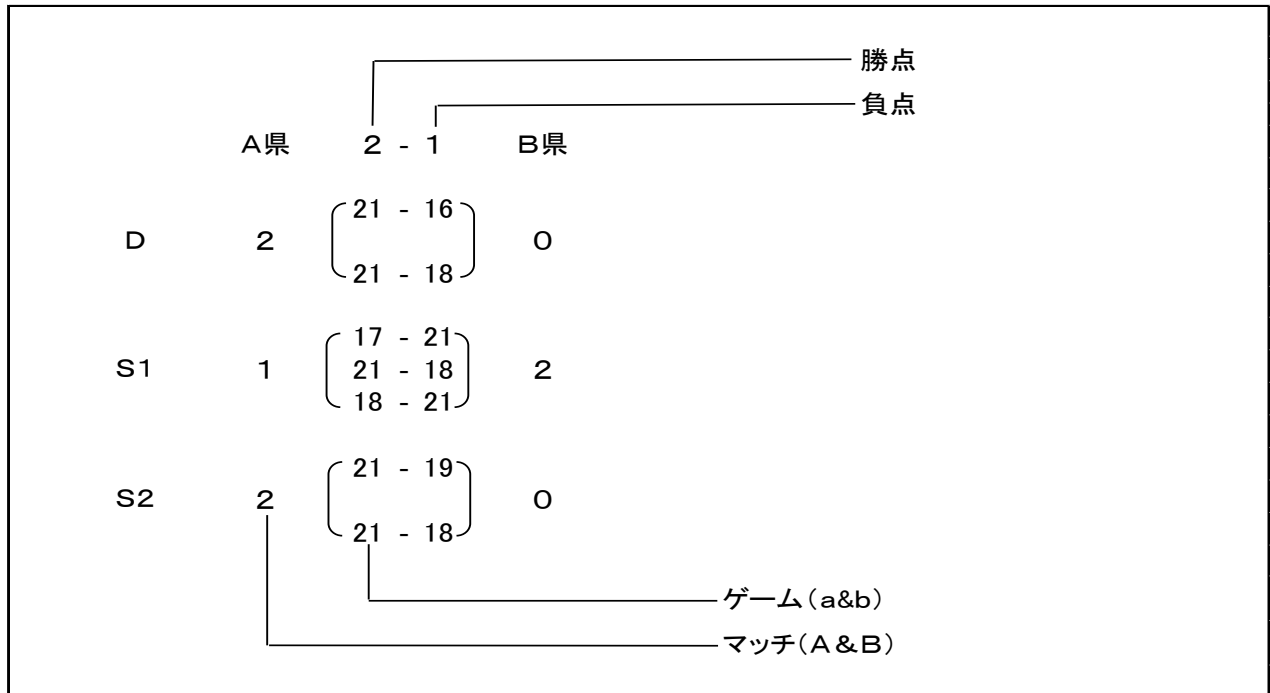 勝点
負点
A県 2 - 1 B県
21 - 16
D 2 0
21 - 18
17 - 21
S1 1 21 - 18 2
18 - 21
21 - 19
S2 2 0
21 - 18
ゲーム(a&b)
マッチ(A&B)